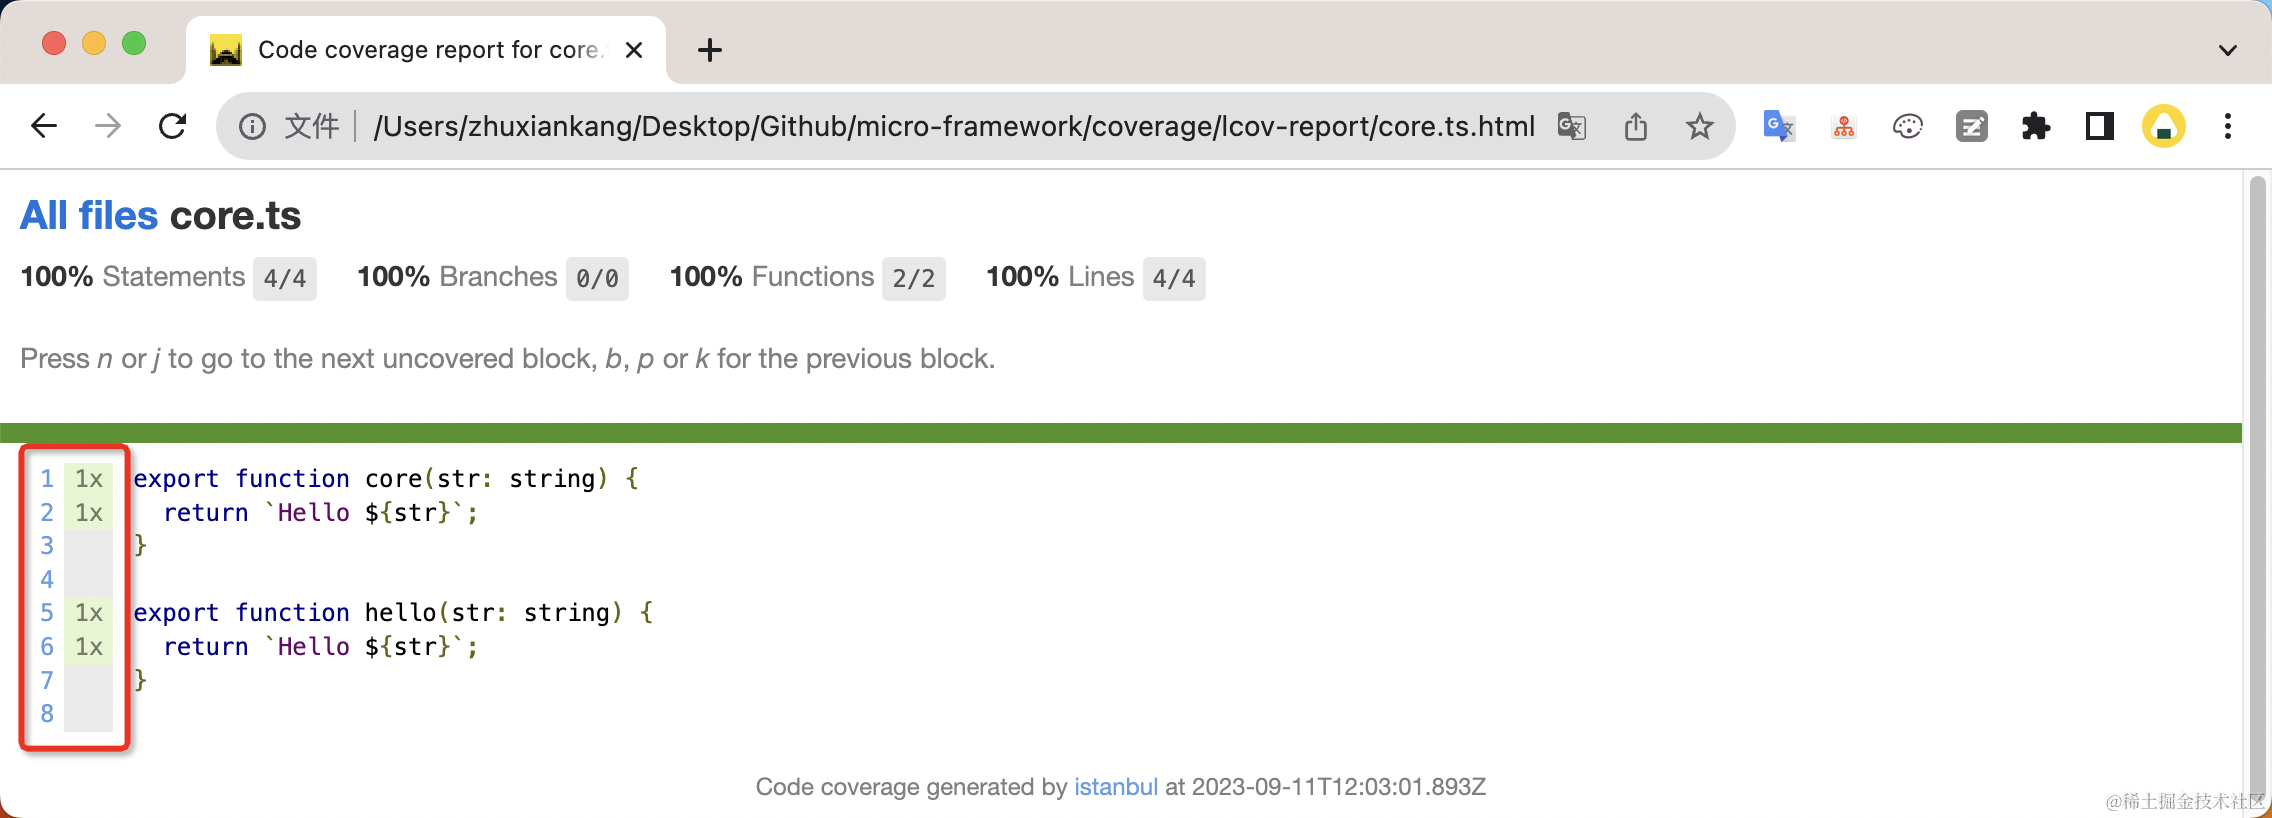 Code coverage report for core.
文件 /Users/zhuxiankang/Desktop/Github/micro-framework/coverage/lcov-report/core.ts.html
All files core.ts
100% Statements 4/4 100% Branches 0/0 100% Functions 2/2 100% Lines 4/4
Press n or j to go to the next uncovered block, b, p or k for the previous block.
1 1x export function core(str: string) {
2 1x return `Hello ${str}`;
3 }
4
5 1x export function hello(str: string) {
6 1x return `Hello ${str}`;
7 }
8
Code coverage generated by istanbul at 2023-09-11T12:03:01.893Z
@稀土掘金技术社区